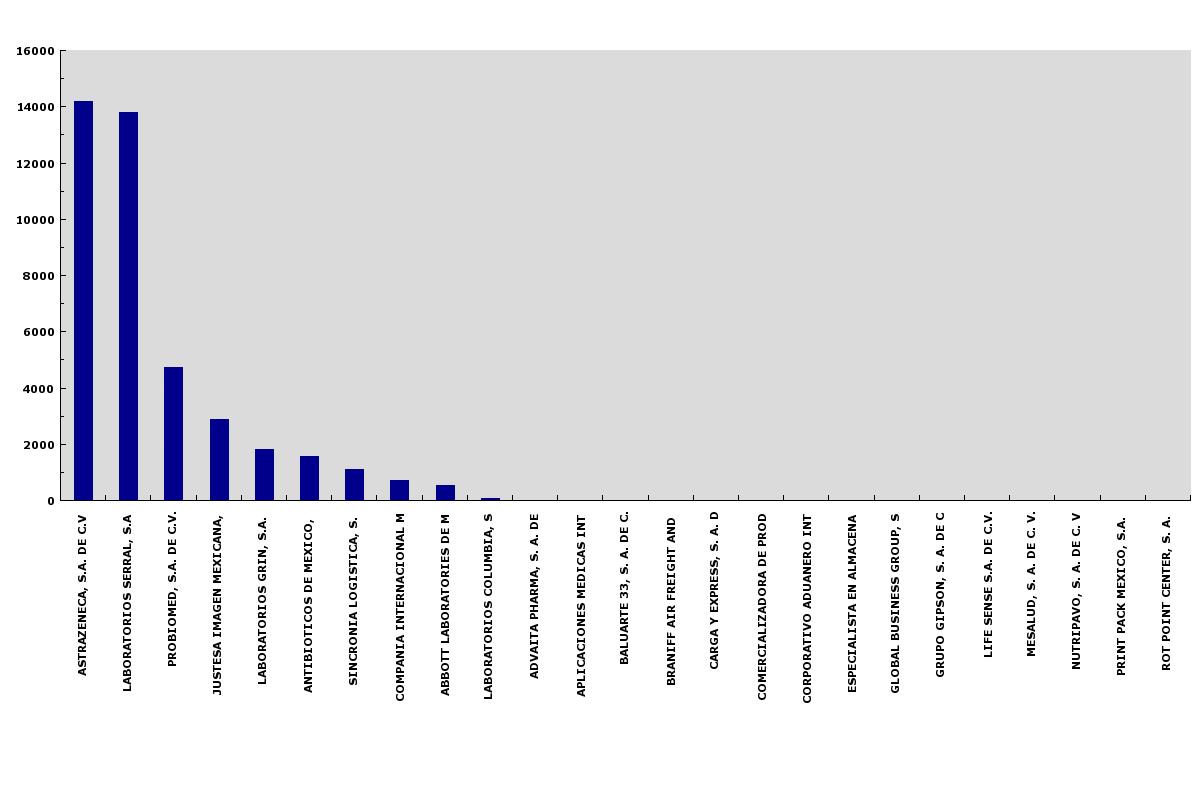 16000
14000
12000
10000
8000
6000
4000
2000
0
ASTRAZENECA, S.A. DE C.V
LABORATORIOS SERRAL, S.A
PROBIOMED, S.A. DE C.V.
JUSTESA IMAGEN MEXICANA,
LABORATORIOS GRIN, S.A.
ANTIBIOTICOS DE MEXICO,
SINCRONIA LOGISTICA, S.
COMPANIA INTERNACIONAL M
ABBOTT LABORATORIES DE M
LABORATORIOS COLUMBIA, S
ADVAITA PHARMA, S. A. DE
APLICACIONES MEDICAS INT
BALUARTE 33, S. A. DE C.
BRANIFF AIR FREIGHT AND
CARGA Y EXPRESS, S. A. D
COMERCIALIZADORA DE PROD
CORPORATIVO ADUANERO INT
ESPECIALISTA EN ALMACENA
GLOBAL BUSINESS GROUP, S
GRUPO GIPSON, S. A. DE C
LIFE SENSE S.A. DE C.V.
MESALUD, S. A. DE C. V.
NUTRIPAVO, S. A. DE C. V
PRINT PACK MEXICO, S.A.
ROT POINT CENTER, S. A.